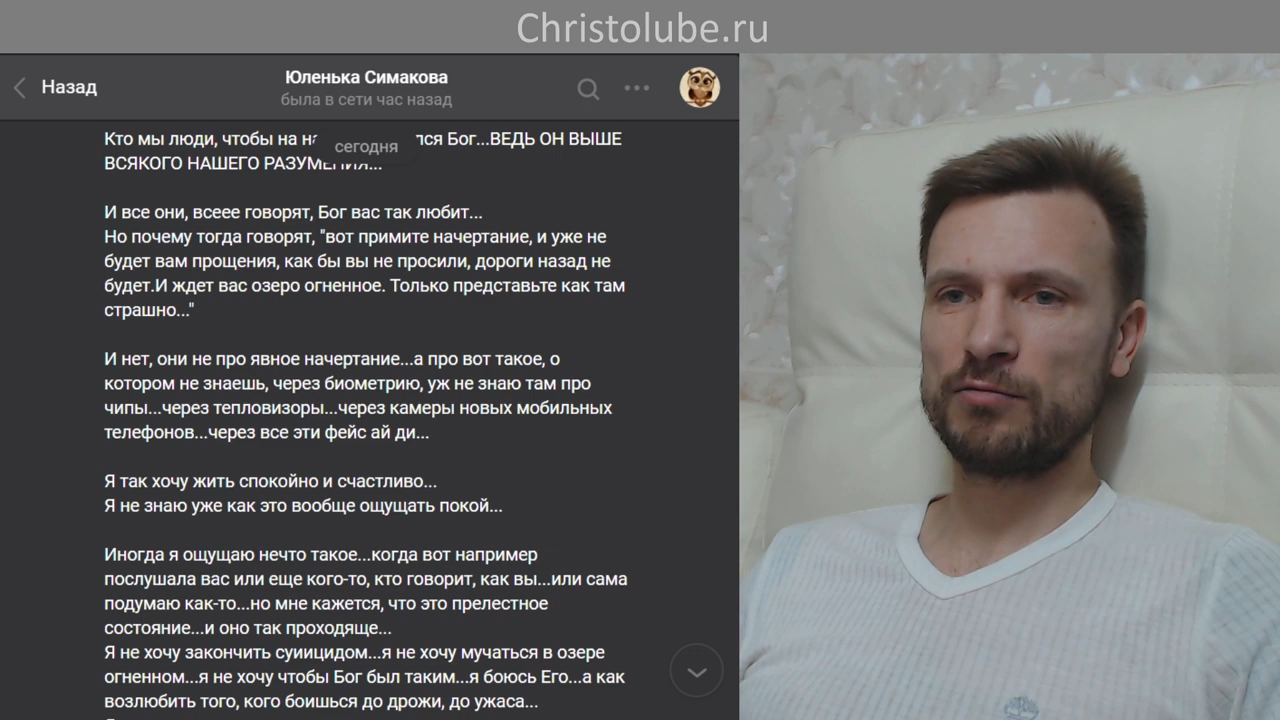 Christolube.ru
Назад
Юленька Симакова
была в сети час назад
сегодня
Кто мы люди, чтобы на Бог...ВЕДЬ ОН ВЫШЕ
ВСЯКОГО НАШЕГО РАЗУМЕНИЯ...
И все они, всеее говорят, Бог вас так любит...
Но почему тогда говорят, "вот примите начертание, и уже не
будет вам прощения, как бы вы не просили, дороги назад не
будет.И ждет вас озеро огненное. Только представьте как там
страшно..."
И нет, они не про явное начертание...а про вот такое, о
котором не знаешь, через биометрию, уж не знаю там про
чипы...через тепловизоры...через камеры новых мобильных
телефонов...через все эти фейс ай ди...
Я так хочу жить спокойно и счастливо...
Я не знаю уже как это вообще ощущать покой...
Иногда я ощущаю нечто такое...когда вот например
послушала вас или еще кого-то, кто говорит, как вы...или сама
подумаю как-то...но мне кажется, что это прелестное
состояние...и оно так проходяще...
Я не хочу закончить суиицидом...я не хочу мучаться в озере
огненном...я не хочу чтобы Бог был таким...я боюсь Его...а как
возлюбить того, кого боишься до дрожи, до ужаса...